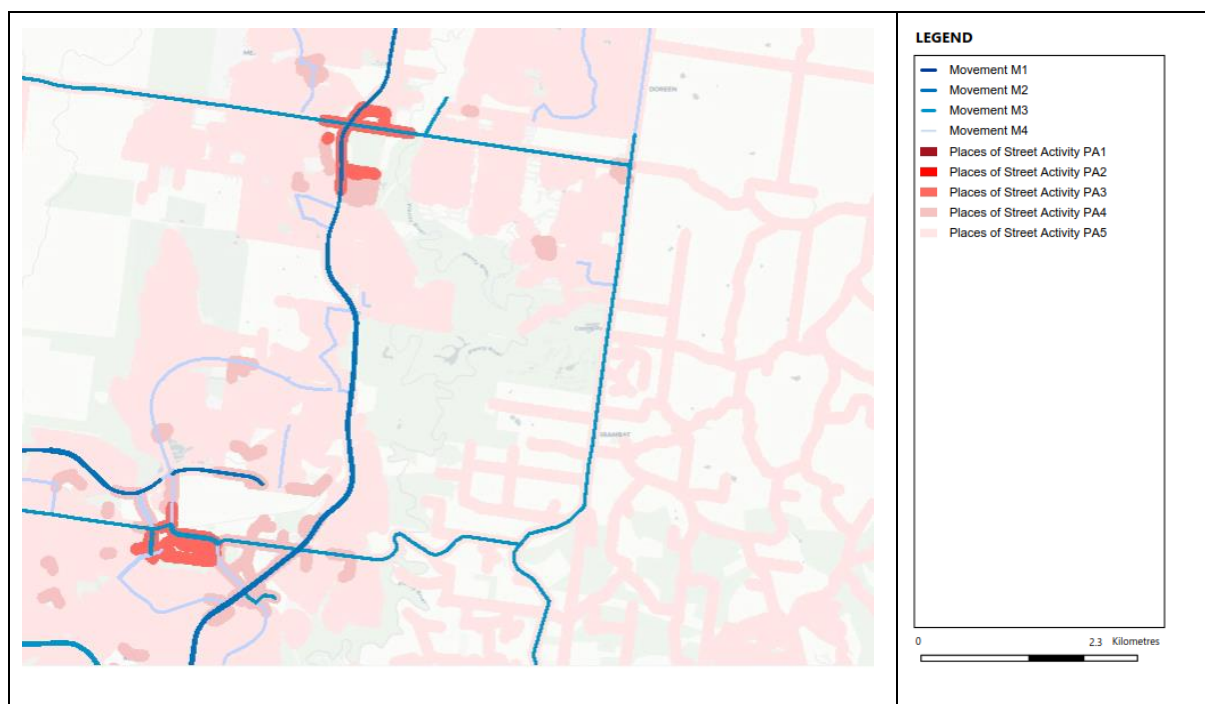 LEGEND
Movement M1
Movement M2
Movement M3
Movement M4
Places of Street Activity PA1
Places of Street Activity PA2
Places of Street Activity PA3
Places of Street Activity PA4
Places of Street Activity PA5
0 2.3 Kilometres
DOREEN